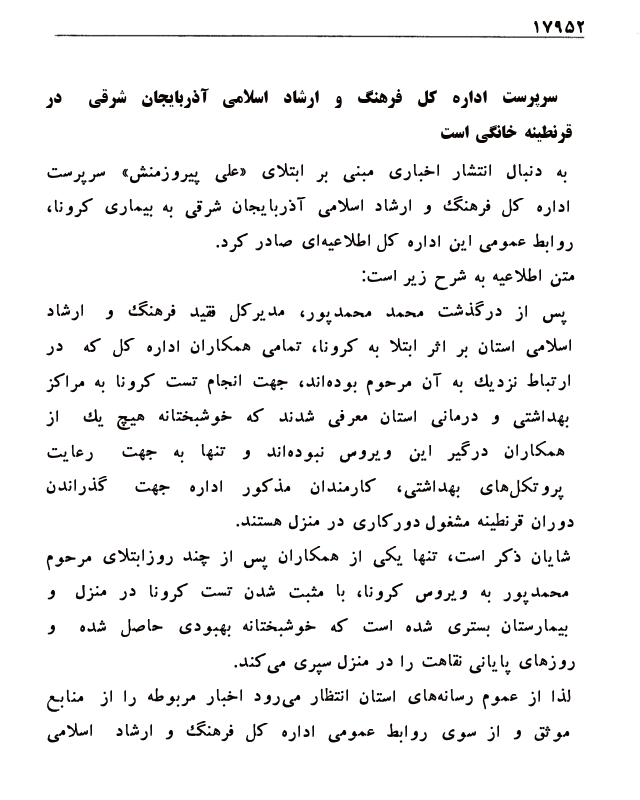 ۱۷۹۵۲
سرپرست اداره کل فرهنگ و ارشاد اسلامی آذربایجان شرقی در
قرنطینه خانگی است
به دنبال انتشار اخباری مبنی بر ابتلای «علی پیروزمنش» سرپرست
اداره کل فرهنگ و ارشاد اسلامی آذربایجان شرقی به بیماری کرونا،
روابط عمومی این اداره کل اطلاعیه‌ای صادر کرد.
متن اطلاعیه به شرح زیر است:
پس از درگذشت محمد محمدپور، مدیرکل فقید فرهنگ و ارشاد
اسلامی استان بر اثر ابتلا به کرونا، تمامی همکاران اداره کل که در
ارتباط نزدیک به آن مرحوم بوده‌اند، جهت انجام تست کرونا به مراکز
بهداشتی و درمانی استان معرفی شدند که خوشبختانه هیچ یک از
همکاران درگیر این ویروس نبوده‌اند و تنها به جهت رعایت
پروتکل‌های بهداشتی، کارمندان مذکور اداره جهت گذراندن
دوران قرنطینه مشغول دورکاری در منزل هستند.
شایان ذکر است، تنها یکی از همکاران پس از چند روزابتلای مرحوم
محمدپور به ویروس کرونا، با مثبت شدن تست کرونا در منزل و
بیمارستان بستری شده است که خوشبختانه بهبودی حاصل شده و
روزهای پایانی نقاهت را در منزل سپری می‌کند.
لذا از عموم رسانه‌های استان انتظار می‌رود اخبار مربوطه را از منابع
موثق و از سوی روابط عمومی اداره کل فرهنگ و ارشاد اسلامی